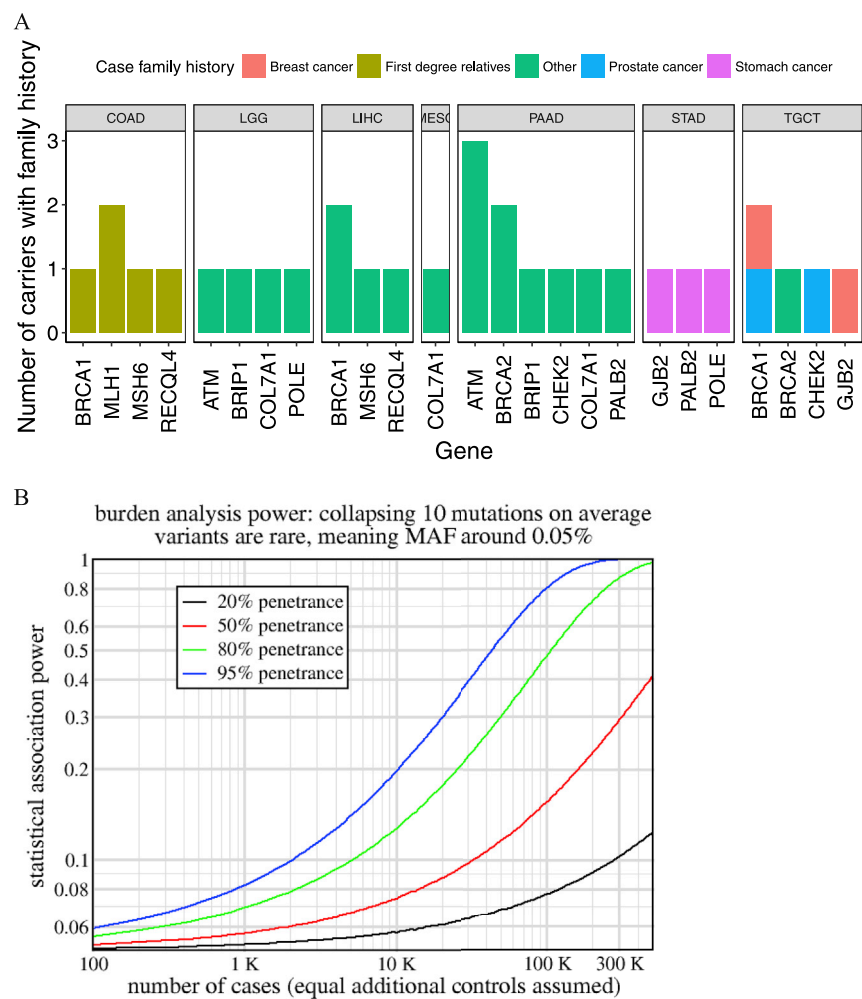 A
Case family history Breast cancer First degree relatives Other Prostate cancer Stomach cancer
Number of carriers with family history
COAD LGG LIHC MESO PAAD STAD TGCT
3
2
1
0
BRCA1 MLH1 MSH6 RECQL4 ATM BRIP1 COL7A1 POLE BRCA1 MSH6 RECQL4 COL7A1 ATM BRCA2 BRIP1 CHEK2 COL7A1 PALB2 GJB2 PALB2 POLE BRCA1 BRCA2 CHEK2 GJB2
Gene
B
burden analysis power: collapsing 10 mutations on average
variants are rare, meaning MAF around 0.05%
statistical association power
1
0.8
0.6
0.5
0.4
0.3
0.2
0.1
0.08
0.06
20% penetrance
50% penetrance
80% penetrance
95% penetrance
100 1 K 10 K 100 K 300 K
number of cases (equal additional controls assumed)